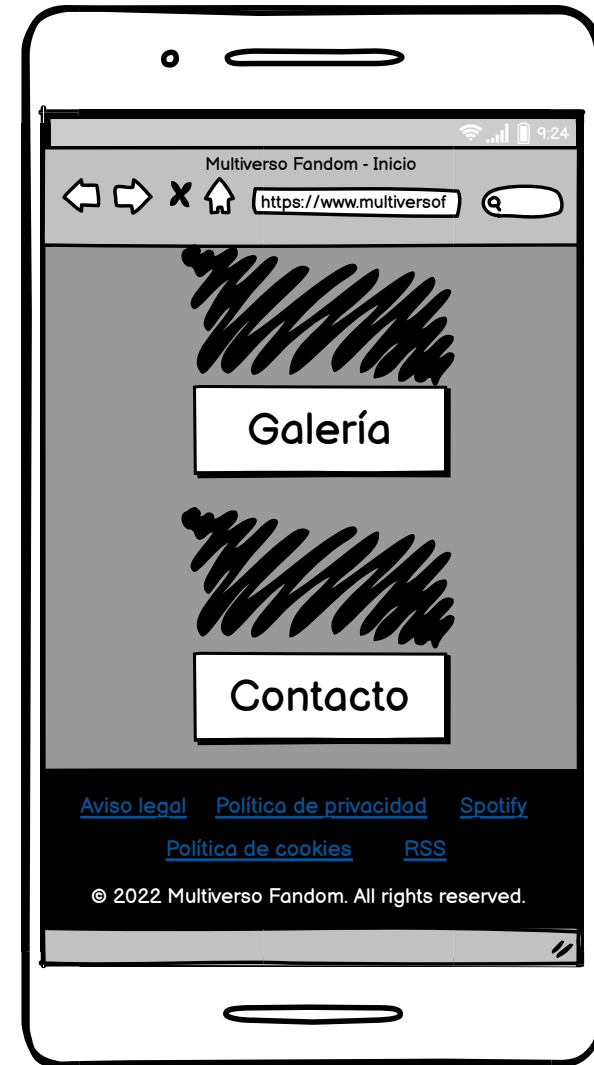 9:24
Multiverso Fandom - Inicio
https://www.multiversof
Galería
Contacto
Aviso legal Política de privacidad Spotify
Política de cookies RSS
© 2022 Multiverso Fandom. All rights reserved.